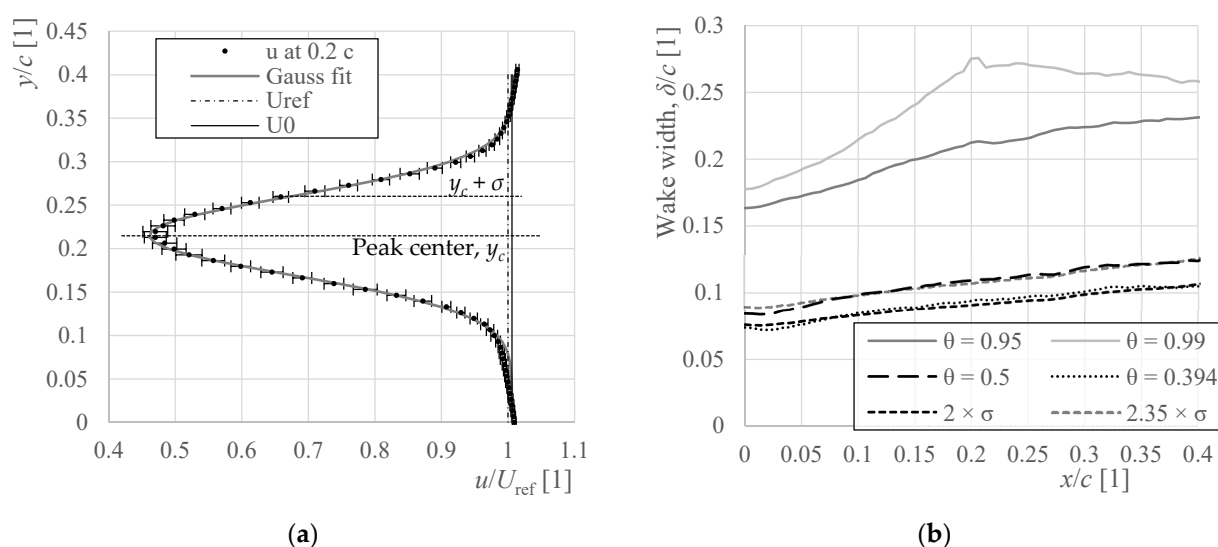 y/c [1]
0.45
0.4
0.35
0.3
0.25
0.2
0.15
0.1
0.05
0
u at 0.2 c
Gauss fit
Uref
U0
y_c + σ
Peak center, y_c
0.4 0.5 0.6 0.7 0.8 0.9 1 1.1
u/U_ref [1]
(a)
Wake width, δ/c [1]
0.3
0.25
0.2
0.15
0.1
0.05
0
θ = 0.95 θ = 0.99
θ = 0.5 θ = 0.394
2 × σ 2.35 × σ
0 0.05 0.1 0.15 0.2 0.25 0.3 0.35 0.4
x/c [1]
(b)